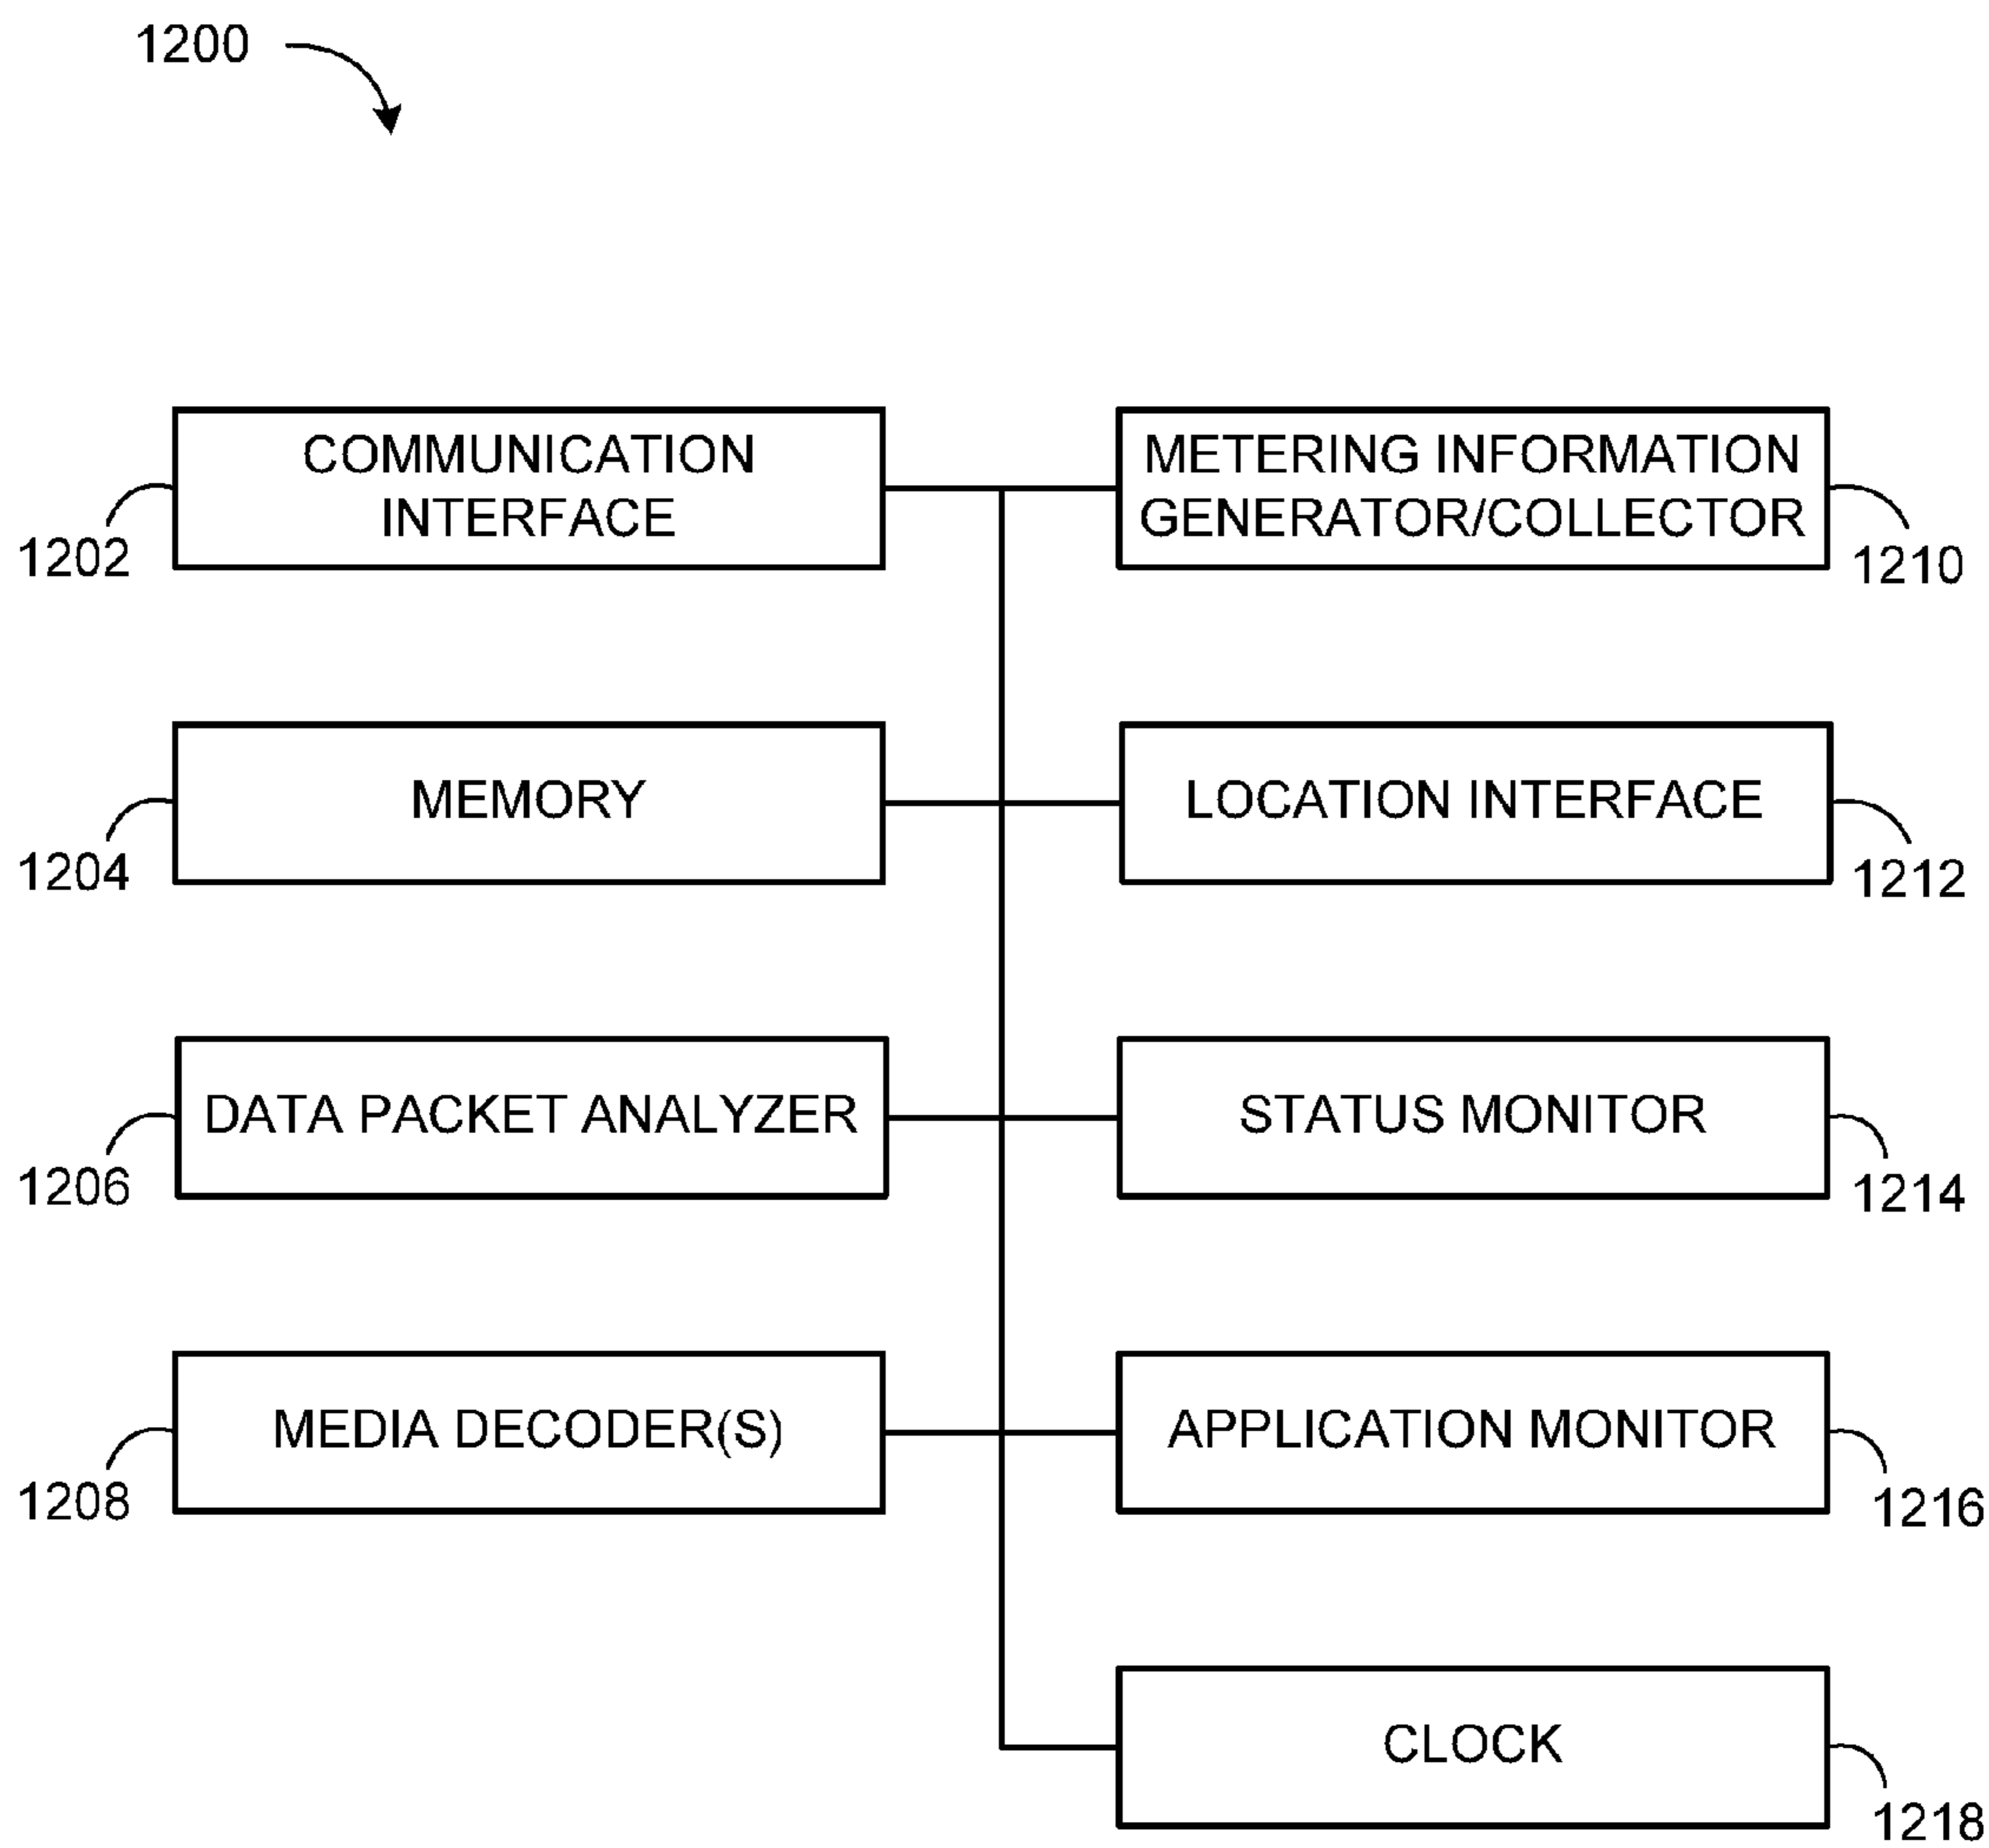 1200
COMMUNICATION
INTERFACE
1202
METERING INFORMATION
GENERATOR/COLLECTOR
1210
MEMORY
1204
LOCATION INTERFACE
1212
DATA PACKET ANALYZER
1206
STATUS MONITOR
1214
MEDIA DECODER(S)
1208
APPLICATION MONITOR
1216
CLOCK
1218